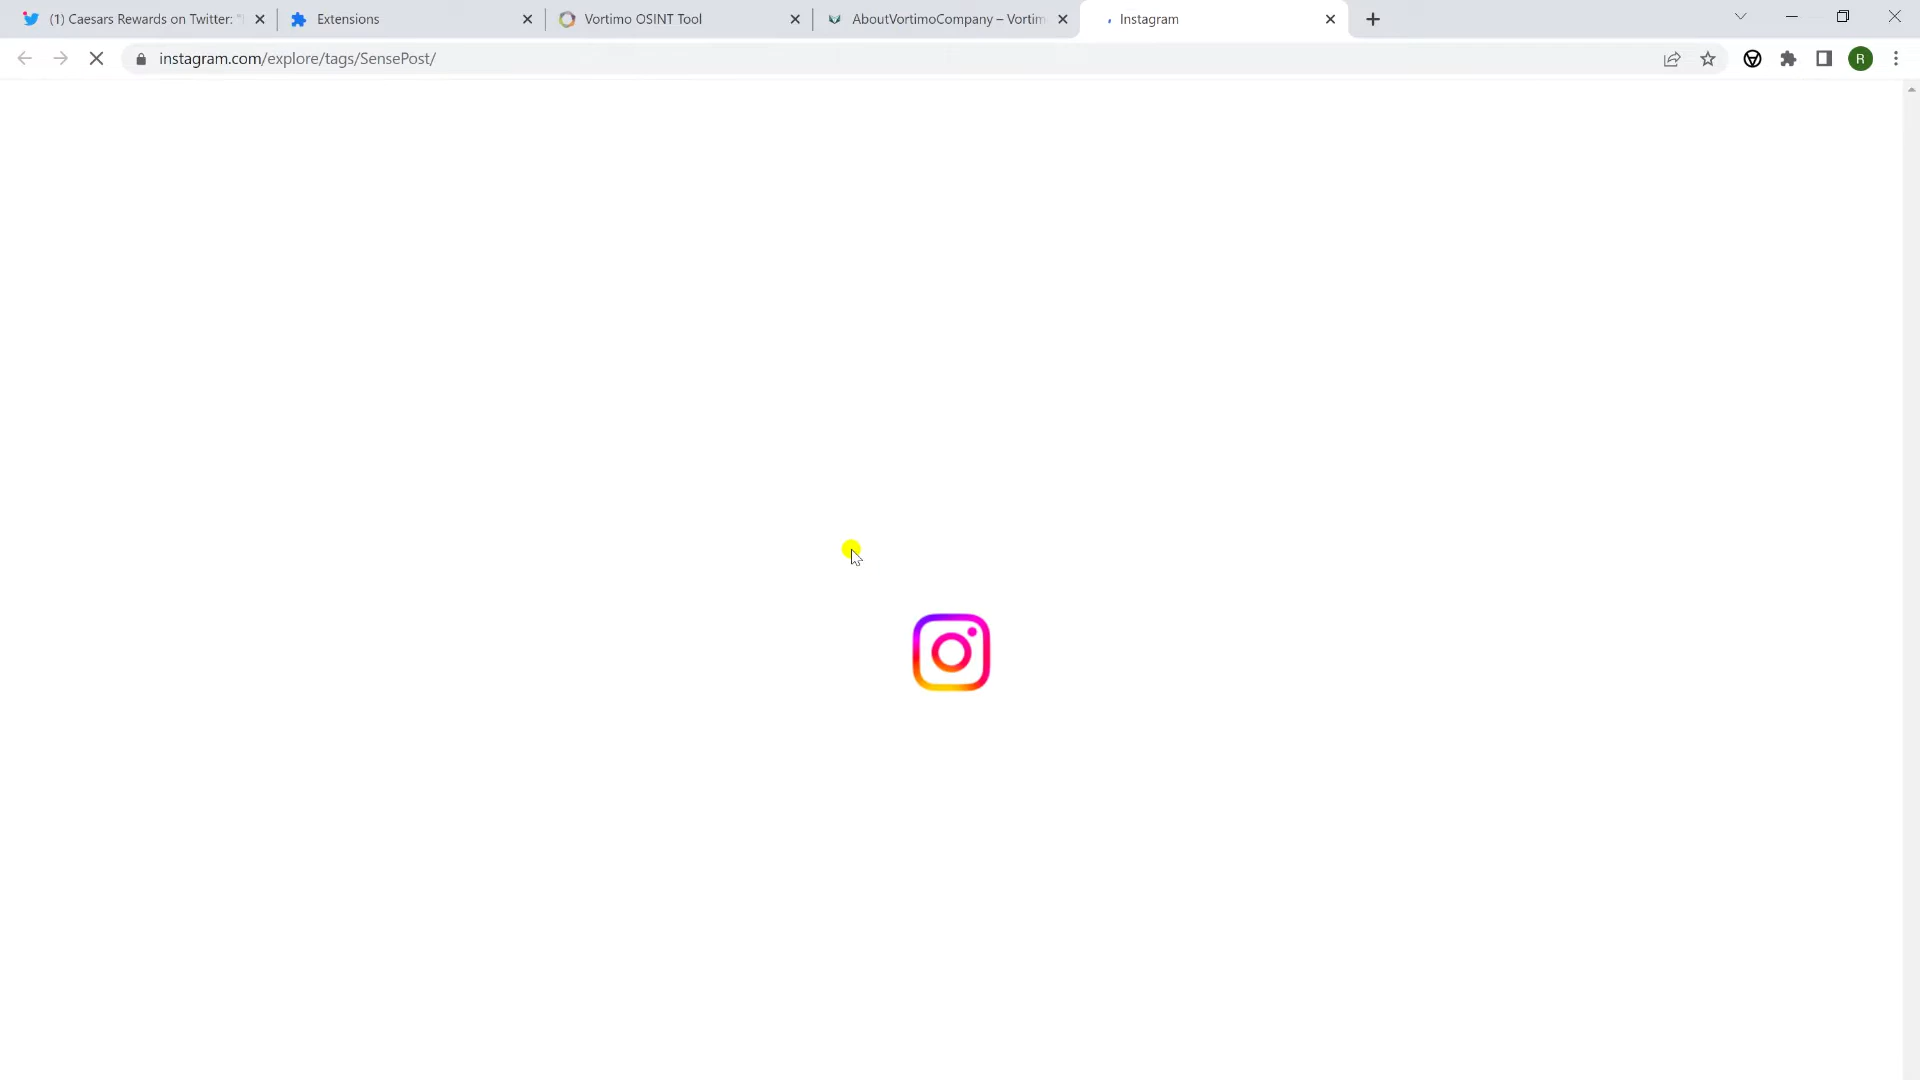 (1) Caesars Rewards on Twitter: "
Extensions
Vortimo OSINT Tool
AboutVortimoCompany – Vortim
Instagram
instagram.com/explore/tags/SensePost/
R